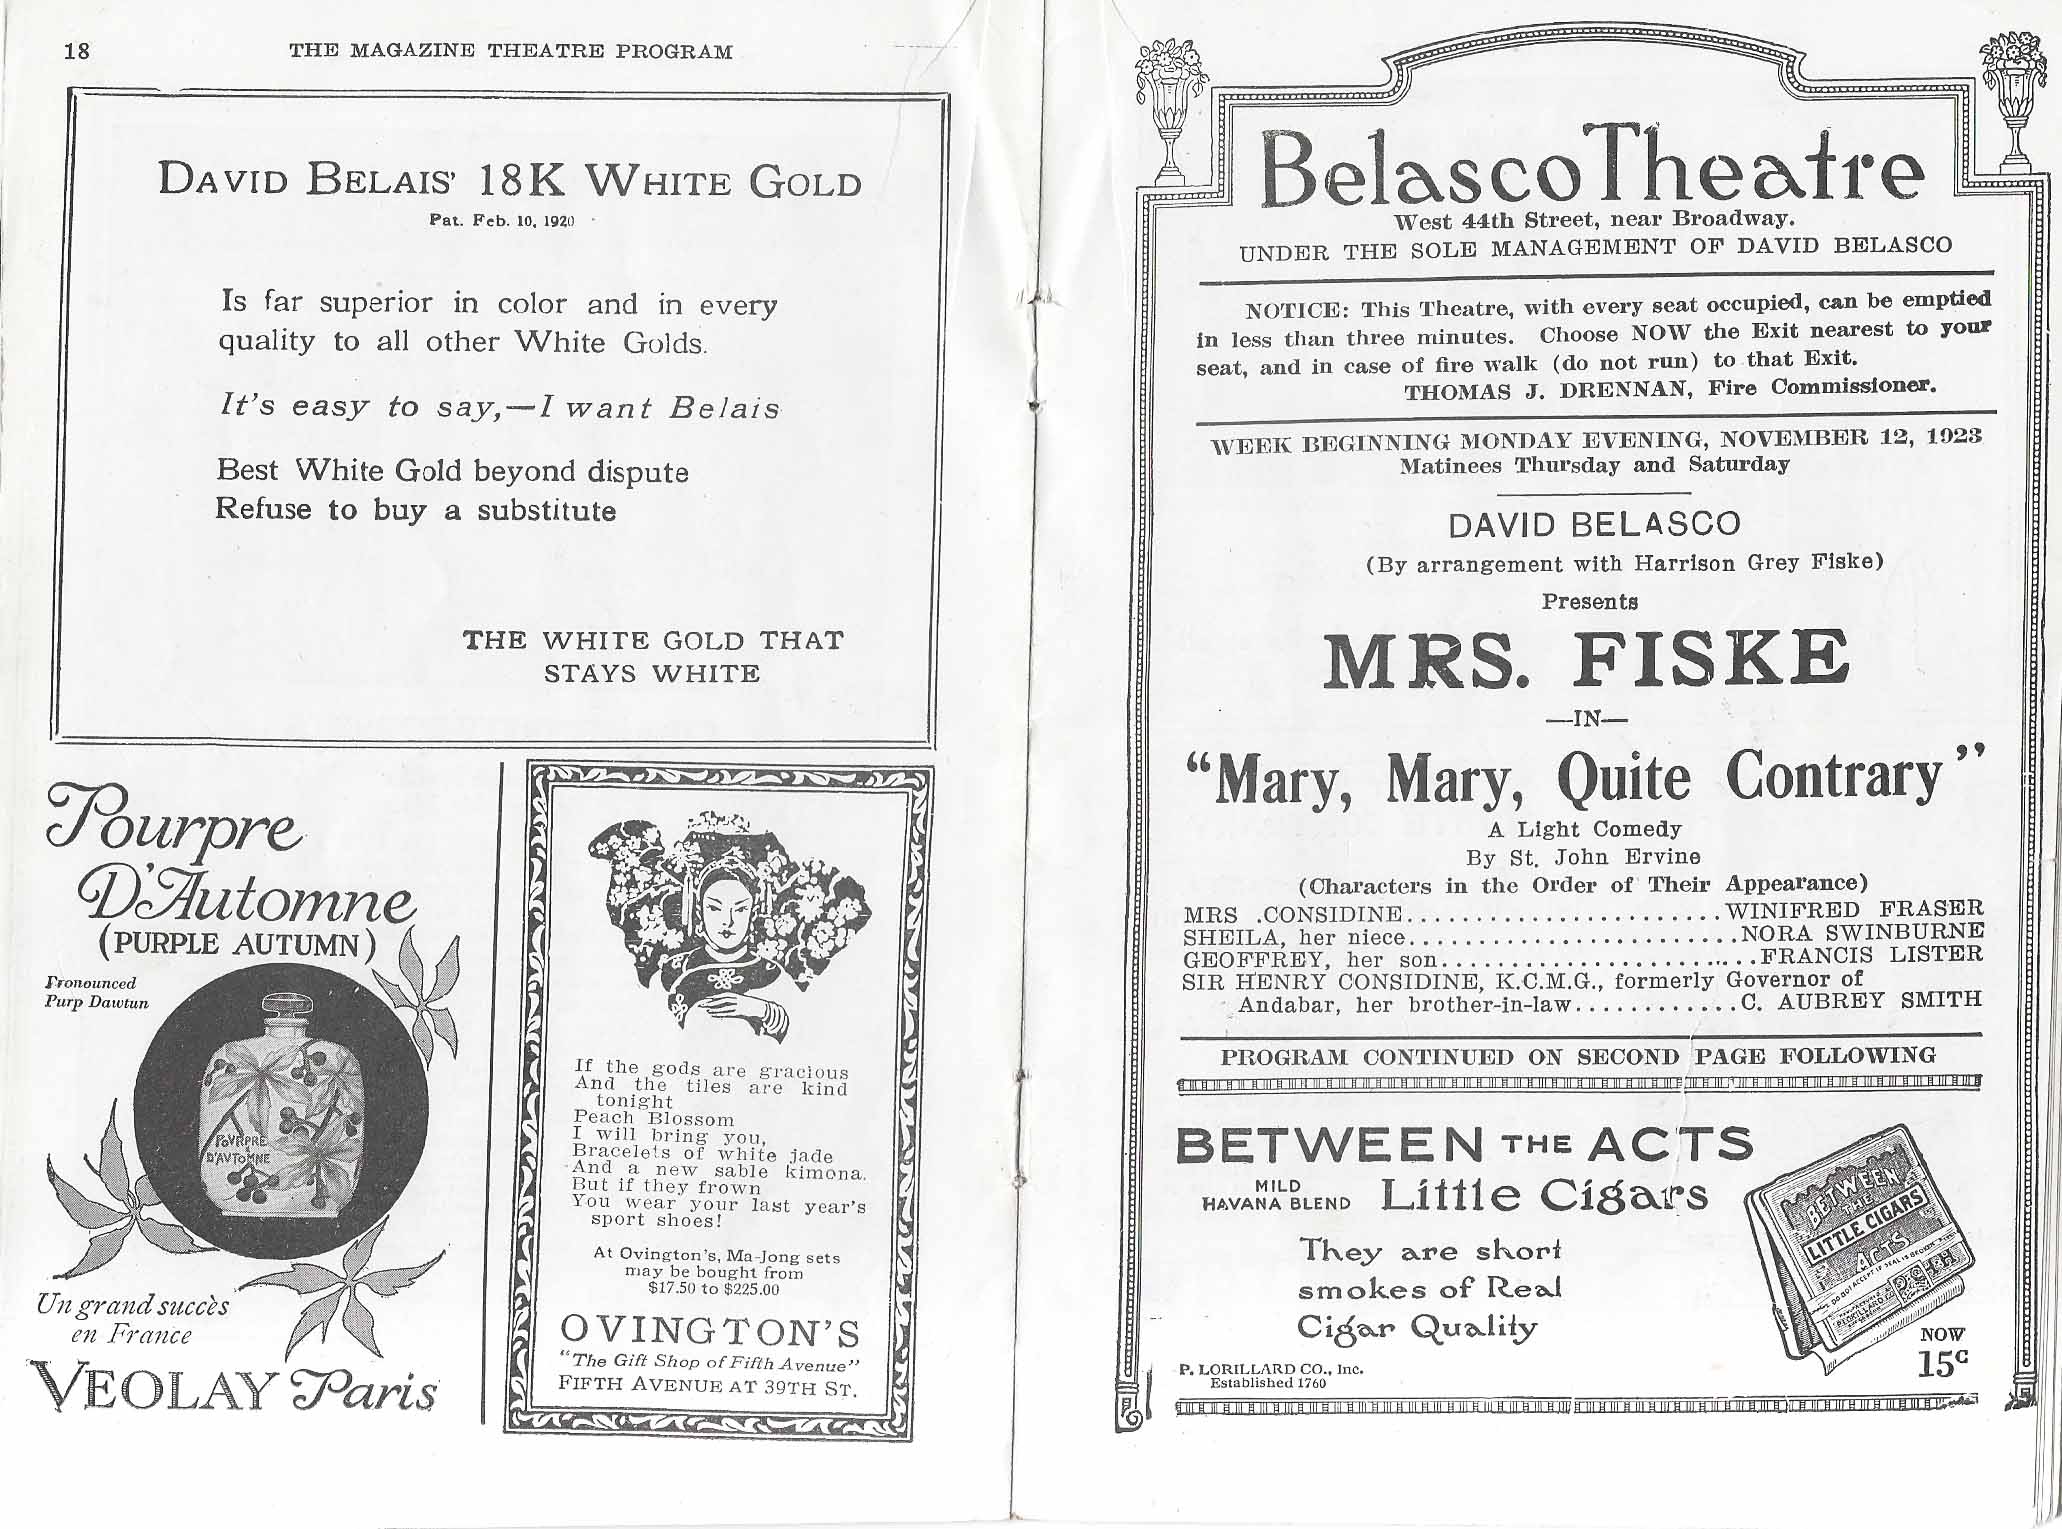 18
THE MAGAZINE THEATRE PROGRAM
DAVID BELAIS' 18K WHITE GOLD
Pat. Feb. 10, 1920
Is far superior in color and in every
quality to all other White Golds.
It's easy to say,—I want Belais
Best White Gold beyond dispute
Refuse to buy a substitute
THE WHITE GOLD THAT
STAYS WHITE
Pourpre
D'Automne
(PURPLE AUTUMN)
Pronounced
Purp Dawtun
POVRPRE
D'AVTOMNE
Un grand succès
en France
VEOLAY Paris
If the gods are gracious
And the tiles are kind
tonight
Peach Blossom
I will bring you,
Bracelets of white jade
And a new sable kimona.
But if they frown
You wear your last year's
sport shoes!
At Ovington's, Ma-Jong sets
may be bought from
$17.50 to $225.00
OVINGTON'S
"The Gift Shop of Fifth Avenue"
FIFTH AVENUE AT 39TH ST.
Belasco Theatre
West 44th Street, near Broadway.
UNDER THE SOLE MANAGEMENT OF DAVID BELASCO
NOTICE: This Theatre, with every seat occupied, can be emptied
in less than three minutes. Choose NOW the Exit nearest to your
seat, and in case of fire walk (do not run) to that Exit.
THOMAS J. DRENNAN, Fire Commissioner.
WEEK BEGINNING MONDAY EVENING, NOVEMBER 12, 1923
Matinees Thursday and Saturday
DAVID BELASCO
(By arrangement with Harrison Grey Fiske)
Presents
MRS. FISKE
—IN—
"Mary, Mary, Quite Contrary"
A Light Comedy
By St. John Ervine
(Characters in the Order of Their Appearance)
MRS .CONSIDINE.......................WINIFRED FRASER
SHEILA, her niece........................NORA SWINBURNE
GEOFFREY, her son.......................FRANCIS LISTER
SIR HENRY CONSIDINE, K.C.M.G., formerly Governor of
Andabar, her brother-in-law............C. AUBREY SMITH
PROGRAM CONTINUED ON SECOND PAGE FOLLOWING
BETWEEN THE ACTS
MILD
HAVANA BLEND
Little Cigars
They are short
smokes of Real
Cigar Quality
BETWEEN
THE
LITTLE CIGARS
ACTS
NOW
15c
P. LORILLARD CO., Inc.
Established 1760